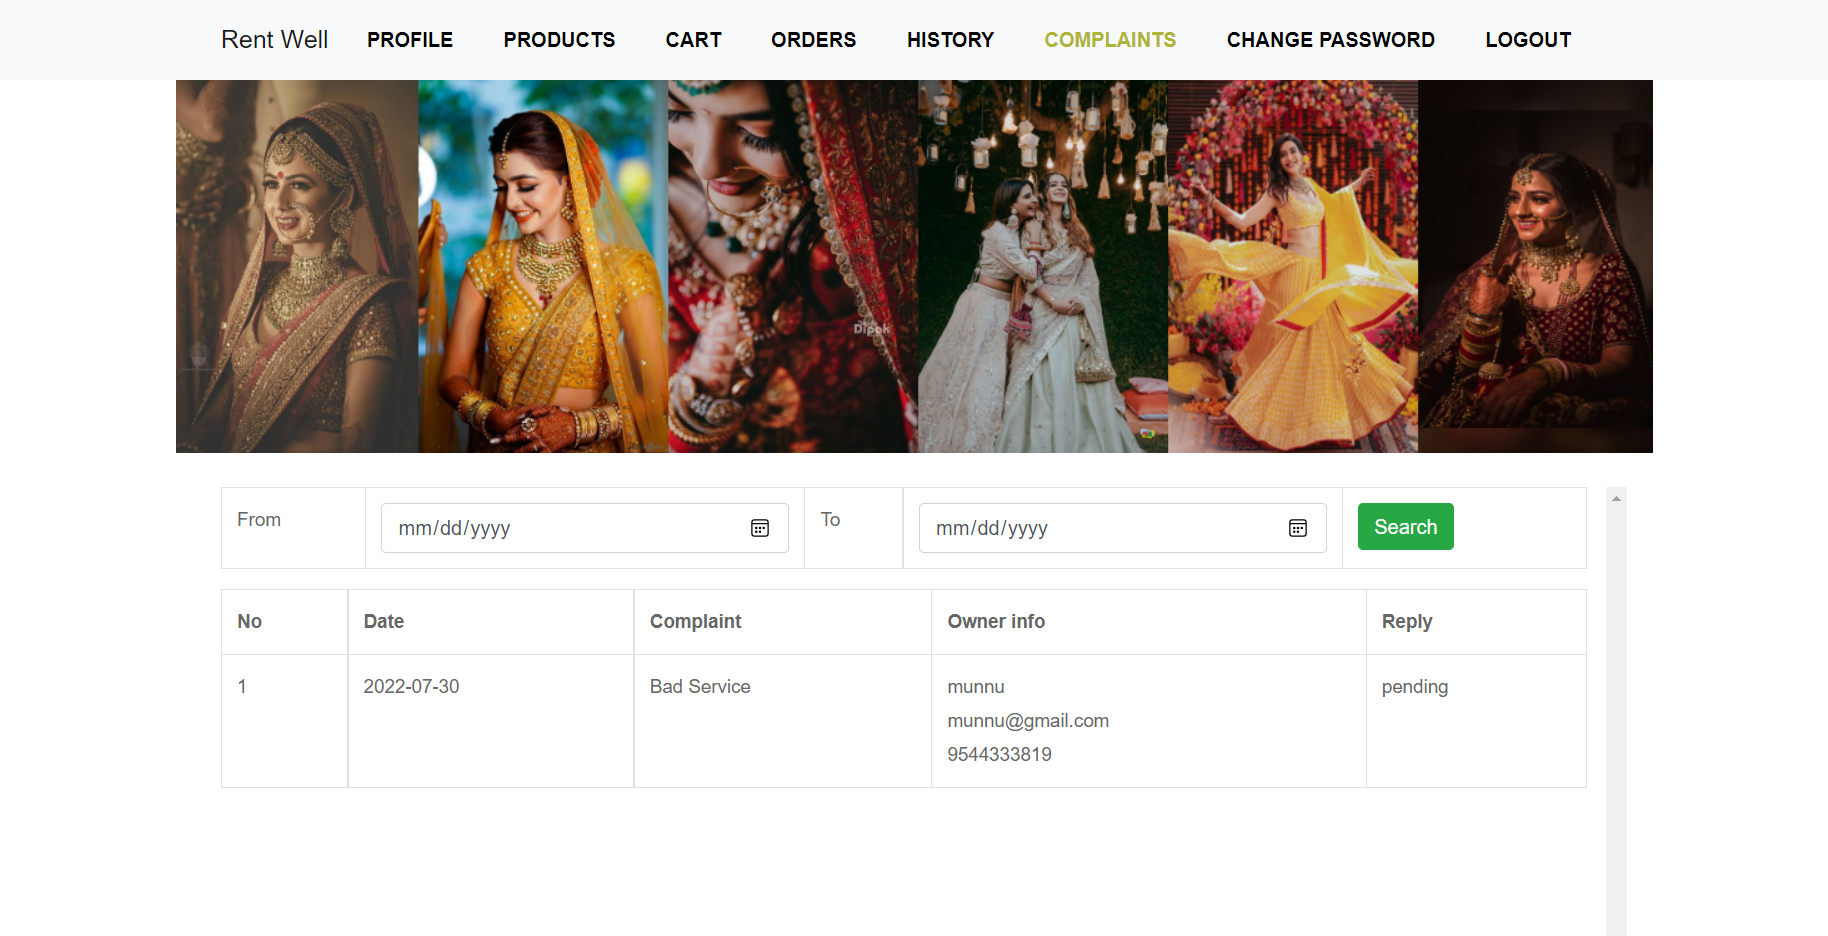 Rent Well PROFILE PRODUCTS CART ORDERS HISTORY COMPLAINTS CHANGE PASSWORD LOGOUT
Dipak
From mm/dd/yyyy To mm/dd/yyyy Search
No Date Complaint Owner info Reply
1 2022-07-30 Bad Service munnu pending
munnu@gmail.com
9544333819